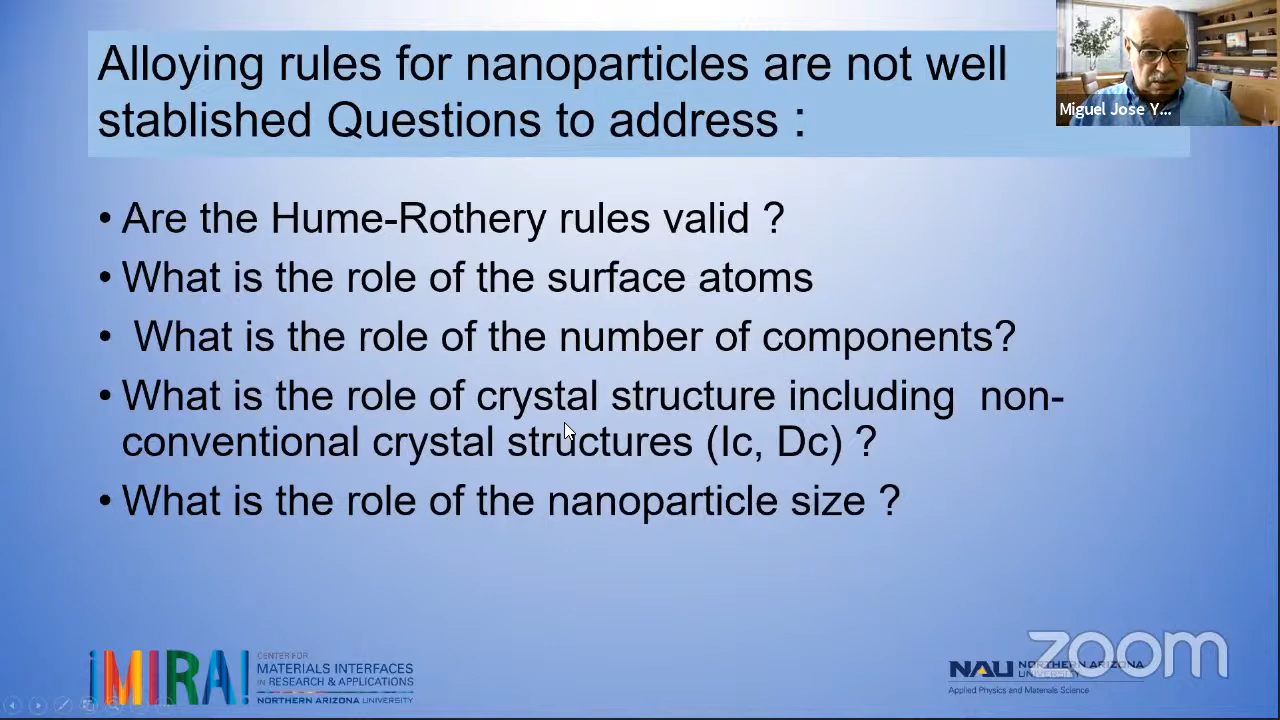 Alloying rules for nanoparticles are not well
stablished Questions to address :
Miguel Jose Y...
• Are the Hume-Rothery rules valid ?
• What is the role of the surface atoms
• What is the role of the number of components?
• What is the role of crystal structure including non-
conventional crystal structures (Ic, Dc) ?
• What is the role of the nanoparticle size ?
¡MIRA!
CENTER FOR
MATERIALS INTERFACES
IN RESEARCH & APPLICATIONS
NORTHERN ARIZONA UNIVERSITY
zoom
NAU NORTHERN ARIZONA
UNIVERSITY
Applied Physics and Materials Science